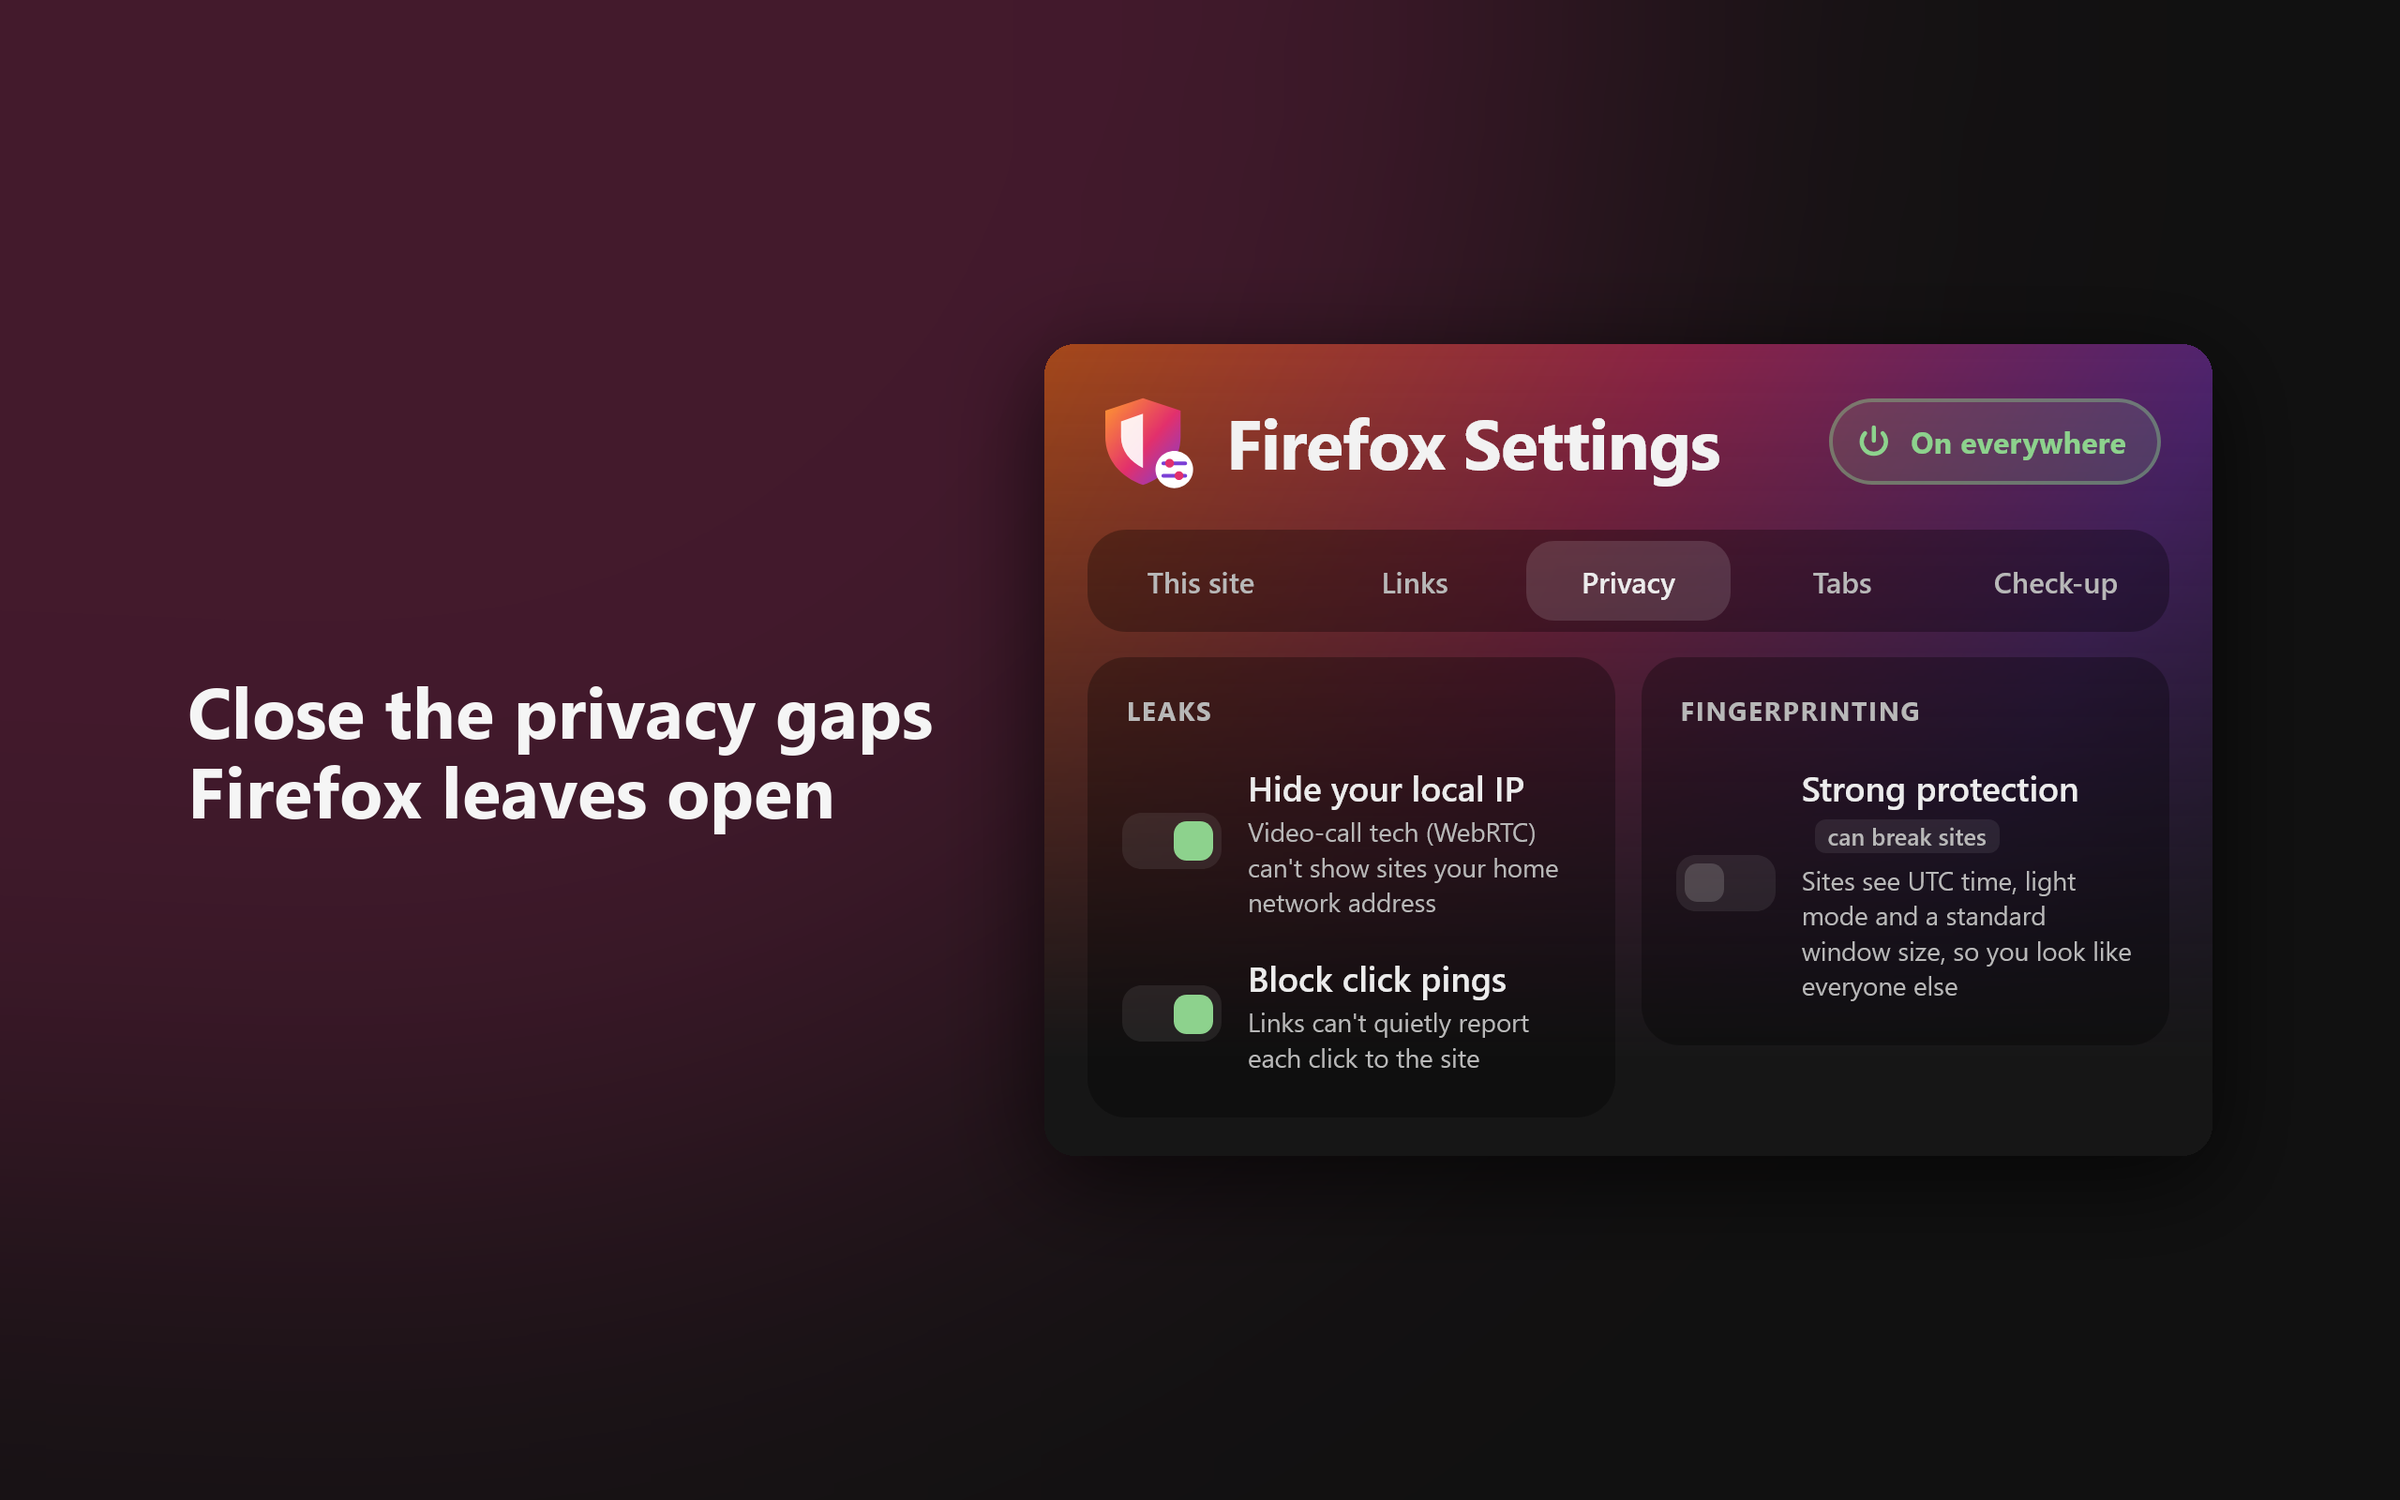 Close the privacy gaps
Firefox leaves open
Firefox Settings
On everywhere
This site
Links
Privacy
Tabs
Check-up
LEAKS
Hide your local IP
Video-call tech (WebRTC)
can't show sites your home
network address
Block click pings
Links can't quietly report
each click to the site
FINGERPRINTING
Strong protection
can break sites
Sites see UTC time, light
mode and a standard
window size, so you look like
everyone else